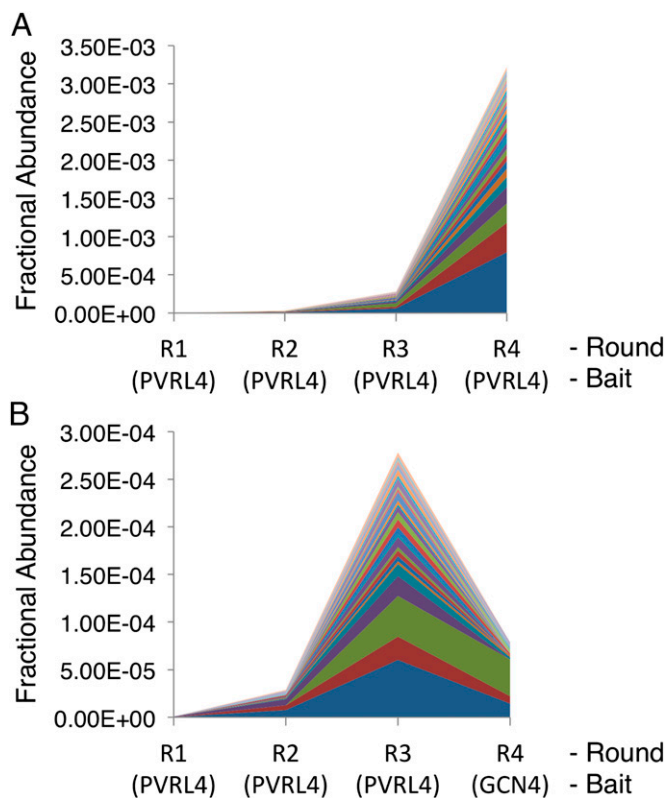 A
Fractional Abundance
3.50E-03
3.00E-03
2.50E-03
2.00E-03
1.50E-03
1.00E-03
5.00E-04
0.00E+00
R1 R2 R3 R4 - Round
(PVRL4) (PVRL4) (PVRL4) (PVRL4) - Bait
B
Fractional Abundance
3.00E-04
2.50E-04
2.00E-04
1.50E-04
1.00E-04
5.00E-05
0.00E+00
R1 R2 R3 R4 - Round
(PVRL4) (PVRL4) (PVRL4) (GCN4) - Bait